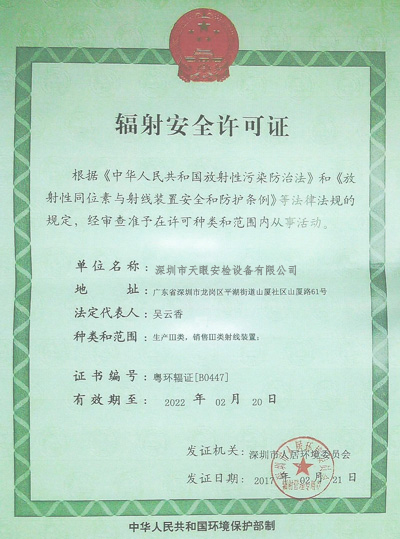 辐射安全许可证
根据《中华人民共和国放射性污染防治法》和《放
射性同位素与射线装置安全和防护条例》等法律法规的
规定，经审查准予在许可种类和范围内从事活动。
单位名称：深圳市天眼安检设备有限公司
地址：广东省深圳市龙岗区平湖街道山厦社区山厦路61号
法定代表人：吴云香
种类和范围：生产Ⅲ类，销售Ⅲ类射线装置；
证书编号：粤环辐证[B0447]
有效期至：2022 年 02 月 20 日
发证机关：深圳市人居环境委员会
发证日期：2017 年 02 月 21 日
中华人民共和国环境保护部制